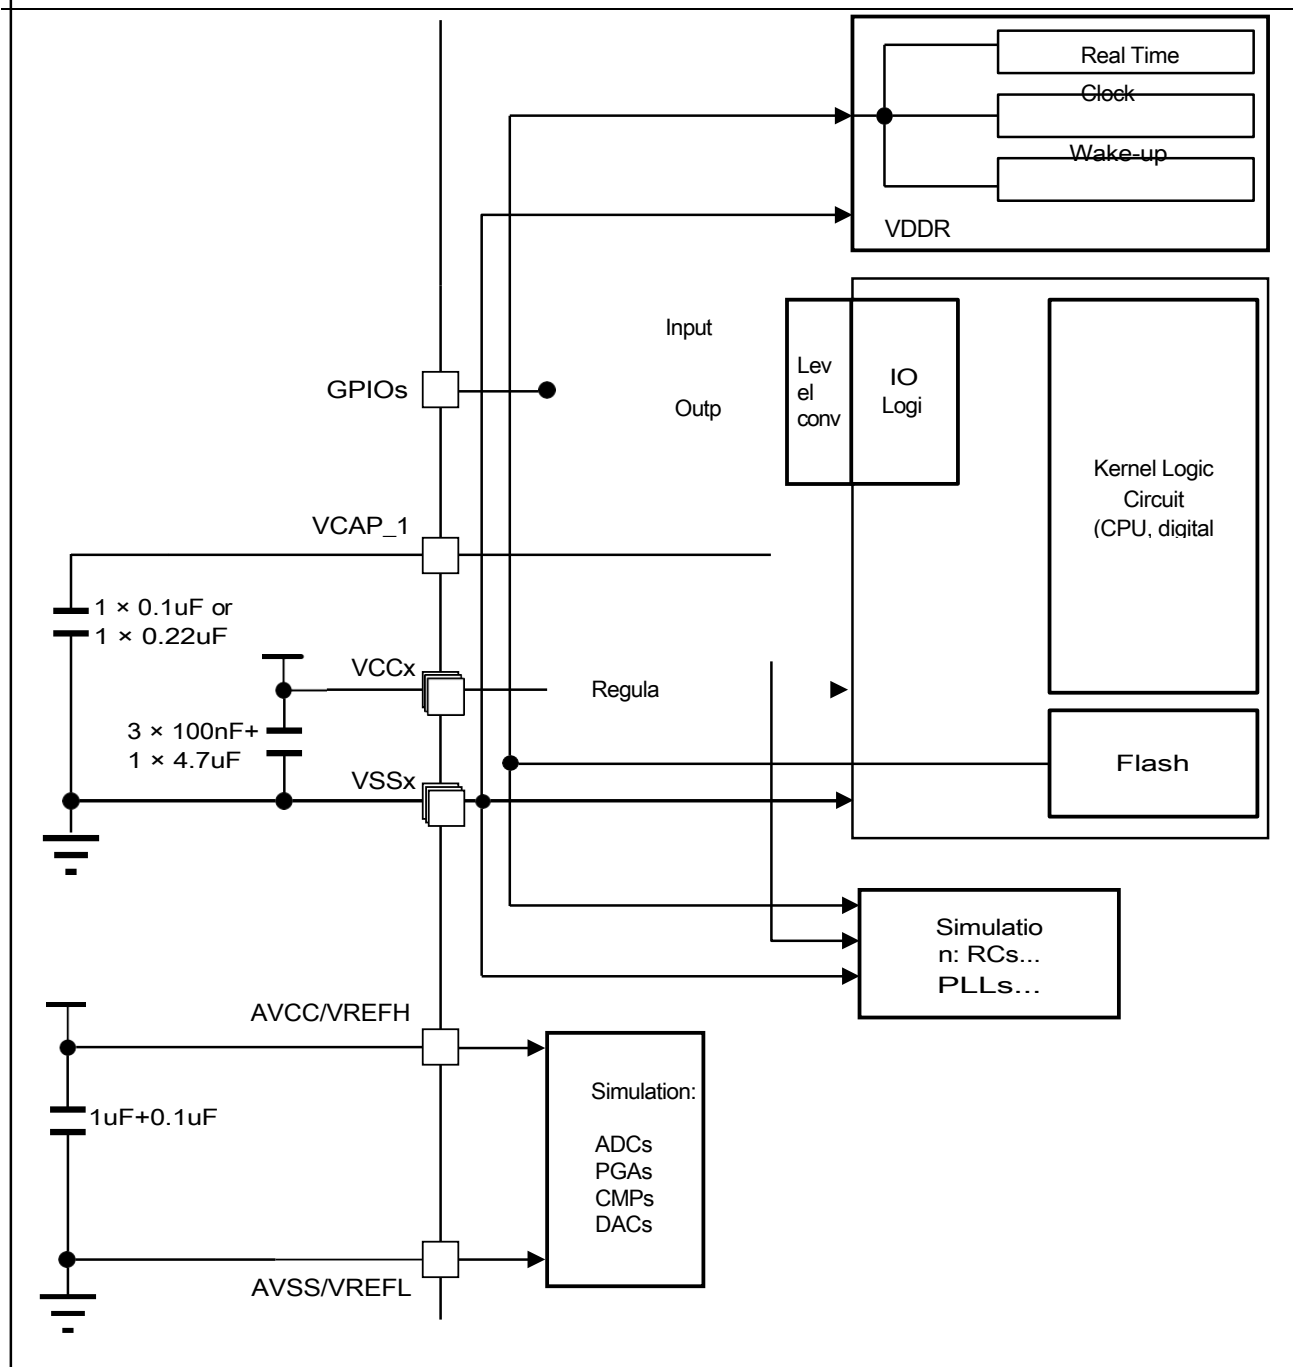 Real Time
Clock
Wake-up
VDDR
Input
GPIOs
Outp
Lev
el
conv
IO
Logi
Kernel Logic
Circuit
(CPU, digital
VCAP_1
1 × 0.1uF or
1 × 0.22uF
VCCx
Regula
3 × 100nF+
1 × 4.7uF
VSSx
Flash
Simulatio
n: RCs...
PLLs...
AVCC/VREFH
1uF+0.1uF
Simulation:
ADCs
PGAs
CMPs
DACs
AVSS/VREFL